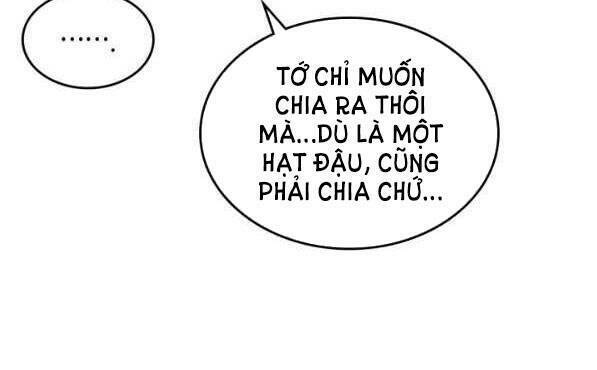 .......
TỚ CHỈ MUỐN
CHIA RA THÔI
MÀ...DÙ LÀ MỘT
HẠT ĐẬU, CŨNG
PHẢI CHIA CHỨ...